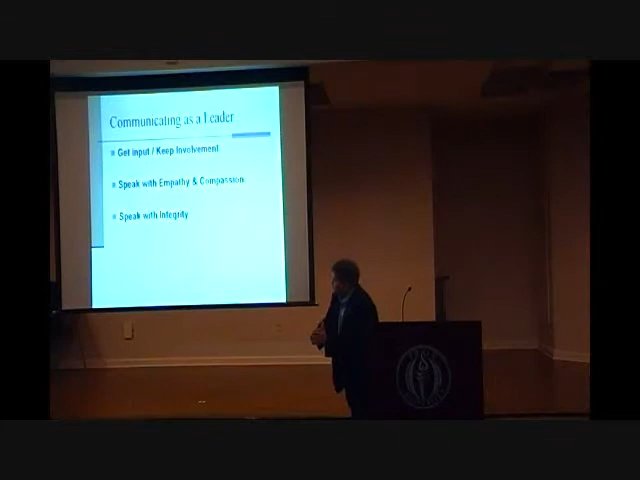 Communicating as a Leader
Get input / Keep Involvement
Speak with Empathy & Compassion
Speak with Integrity